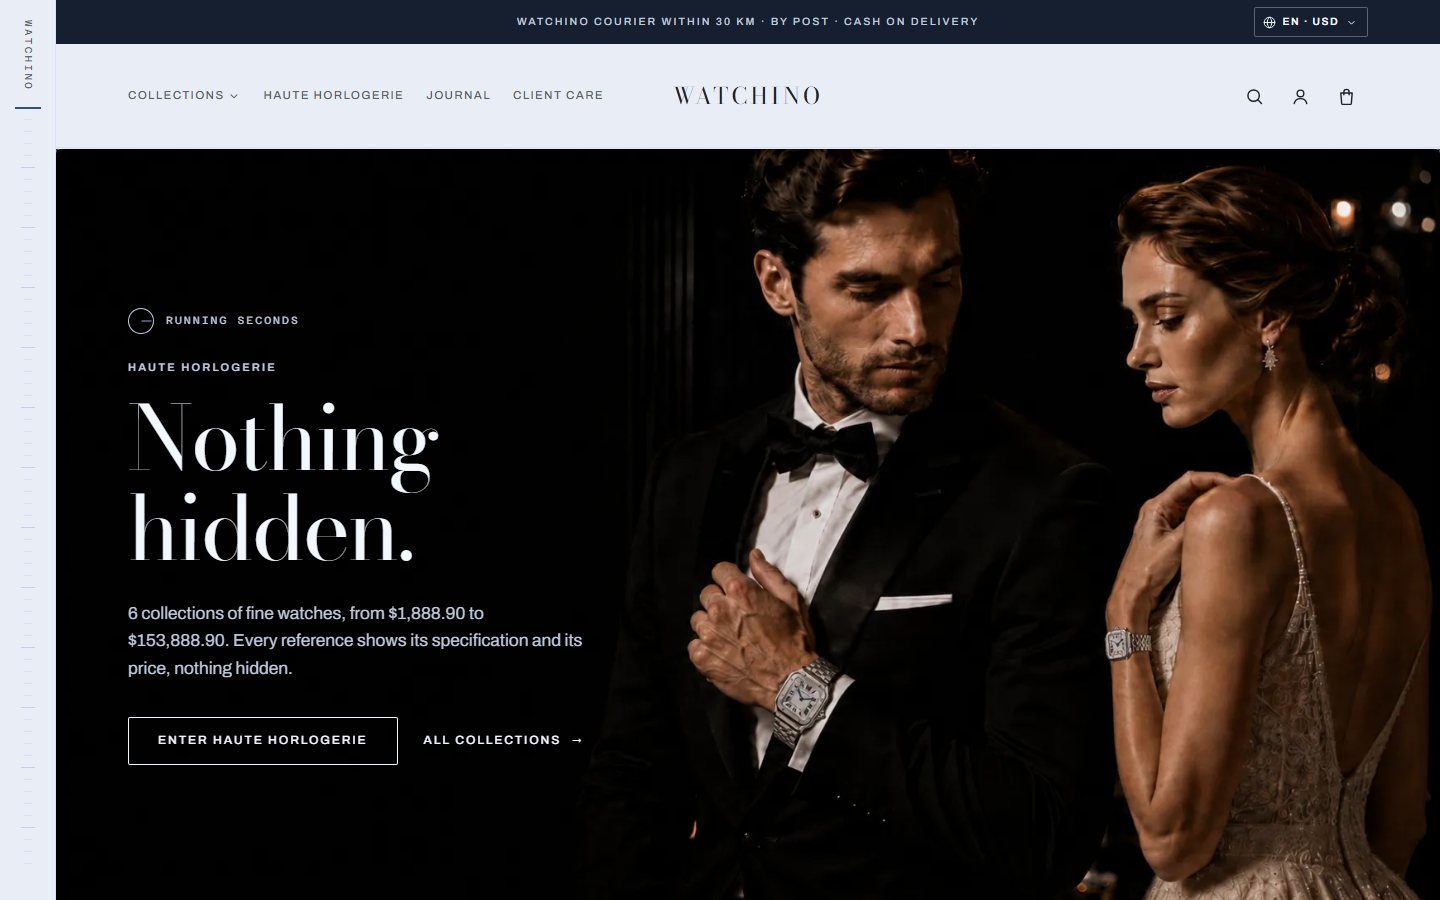 WATCHINO
WATCHINO COURIER WITHIN 30 KM · BY POST · CASH ON DELIVERY
EN · USD
COLLECTIONS
HAUTE HORLOGERIE
JOURNAL
CLIENT CARE
WATCHINO
RUNNING SECONDS
HAUTE HORLOGERIE
Nothing
hidden.
6 collections of fine watches, from $1,888.90 to
$153,888.90. Every reference shows its specification and its
price, nothing hidden.
ENTER HAUTE HORLOGERIE
ALL COLLECTIONS →